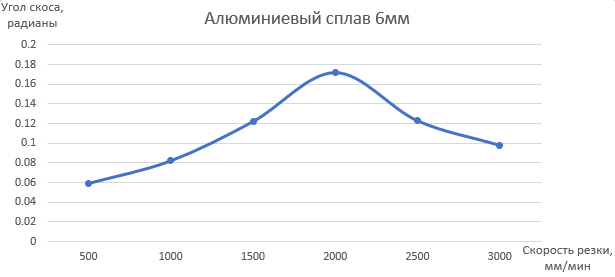 Угол скоса,
радианы
Алюминиевый сплав 6мм
0.2
0.18
0.16
0.14
0.12
0.1
0.08
0.06
0.04
0.02
0
500 1000 1500 2000 2500 3000
Скорость резки,
мм/мин